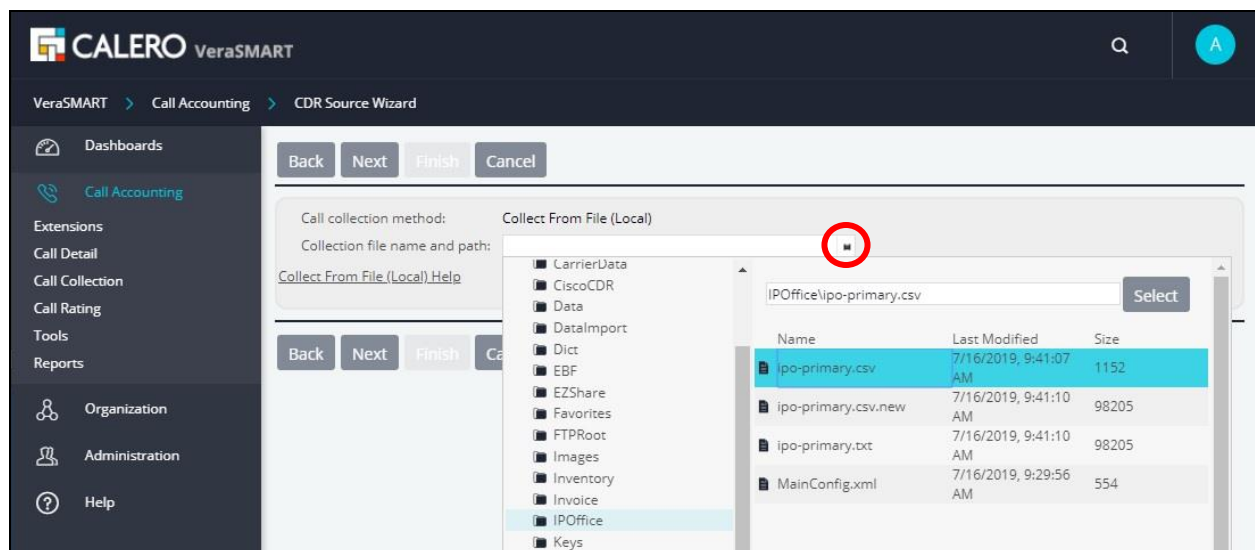 CALERO VeraSMART
A
VeraSMART > Call Accounting > CDR Source Wizard
Dashboards
Call Accounting
Extensions
Call Detail
Call Collection
Call Rating
Tools
Reports
Organization
Administration
Help
Back Next Finish Cancel
Call collection method: Collect From File (Local)
Collection file name and path:
Collect From File (Local) Help
Back Next Finish Ca
CarrierData
CiscoCDR
Data
DataImport
Dict
EBF
EZShare
Favorites
FTPRoot
Images
Inventory
Invoice
IPOffice
Keys
IPOffice\ipo-primary.csv Select
Name Last Modified Size
ipo-primary.csv 7/16/2019, 9:41:07 AM 1152
ipo-primary.csv.new 7/16/2019, 9:41:10 AM 98205
ipo-primary.txt 7/16/2019, 9:41:10 AM 98205
MainConfig.xml 7/16/2019, 9:29:56 AM 554